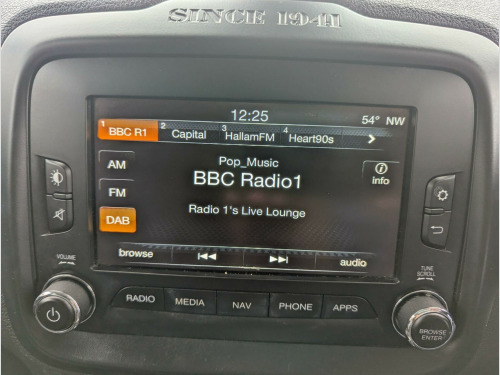 SINCE 1941
12:25 54° NW
1 BBC R1 2 Capital 3 HallamFM 4 Heart90s
AM
FM
DAB
Pop_Music
BBC Radio1
Radio 1's Live Lounge
info
browse audio
VOLUME
TUNE
SCROLL
RADIO MEDIA NAV PHONE APPS
BROWSE
ENTER